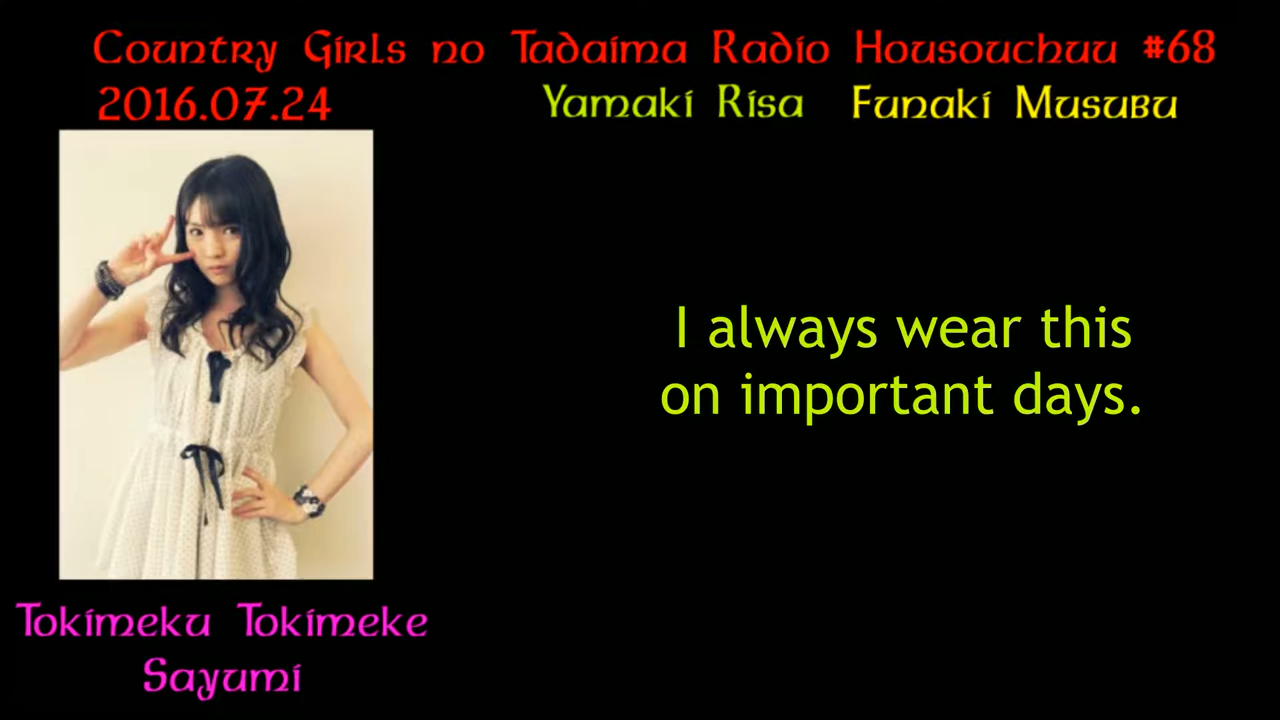 Country Girls no Tadaima Radio Housouchuu #68
2016.07.24 Yamaki Risa Funaki Musubu
I always wear this
on important days.
Tokimeku Tokimeke
Sayumi